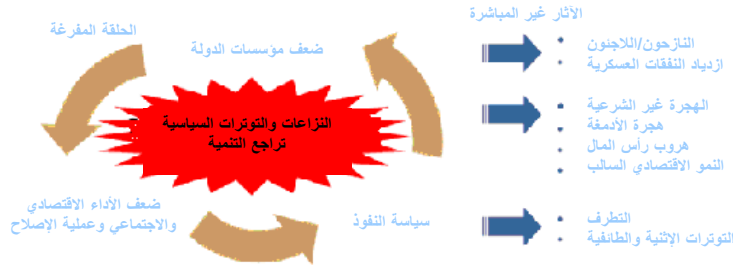 الآثار غير المباشرة
الحلقة المفرغة
ضعف مؤسسات الدولة
النازحون/اللاجئون
ازدياد النفقات العسكرية
النزاعات والتوترات السياسية
تراجع التنمية
الهجرة غير الشرعية
هجرة الأدمغة
هروب رأس المال
النمو الاقتصادي السالب
ضعف الأداء الاقتصادي
والاجتماعي وعملية الإصلاح
سياسة النفوذ
التطرف
التوترات الإثنية والطائفية